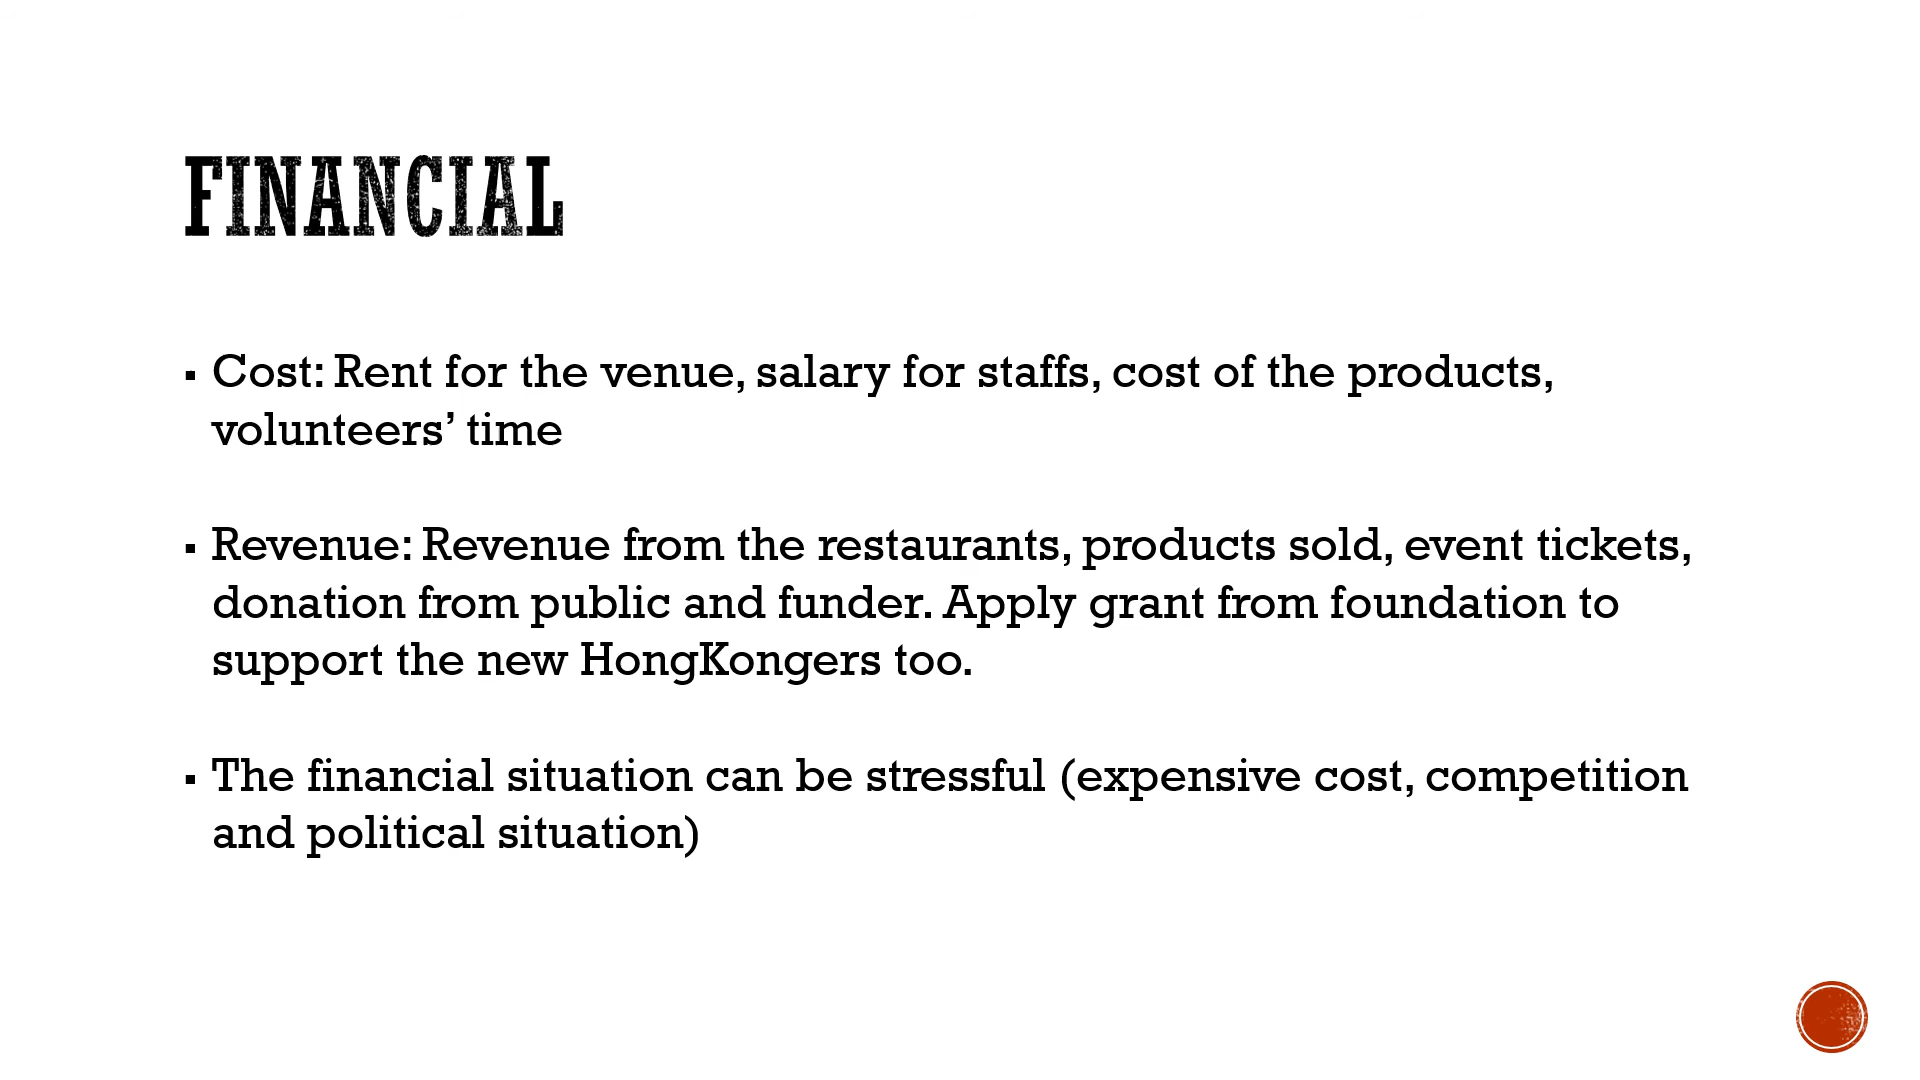 FINANCIAL
▪ Cost: Rent for the venue, salary for staffs, cost of the products,
volunteers’ time
▪ Revenue: Revenue from the restaurants, products sold, event tickets,
donation from public and funder. Apply grant from foundation to
support the new HongKongers too.
▪ The financial situation can be stressful (expensive cost, competition
and political situation)